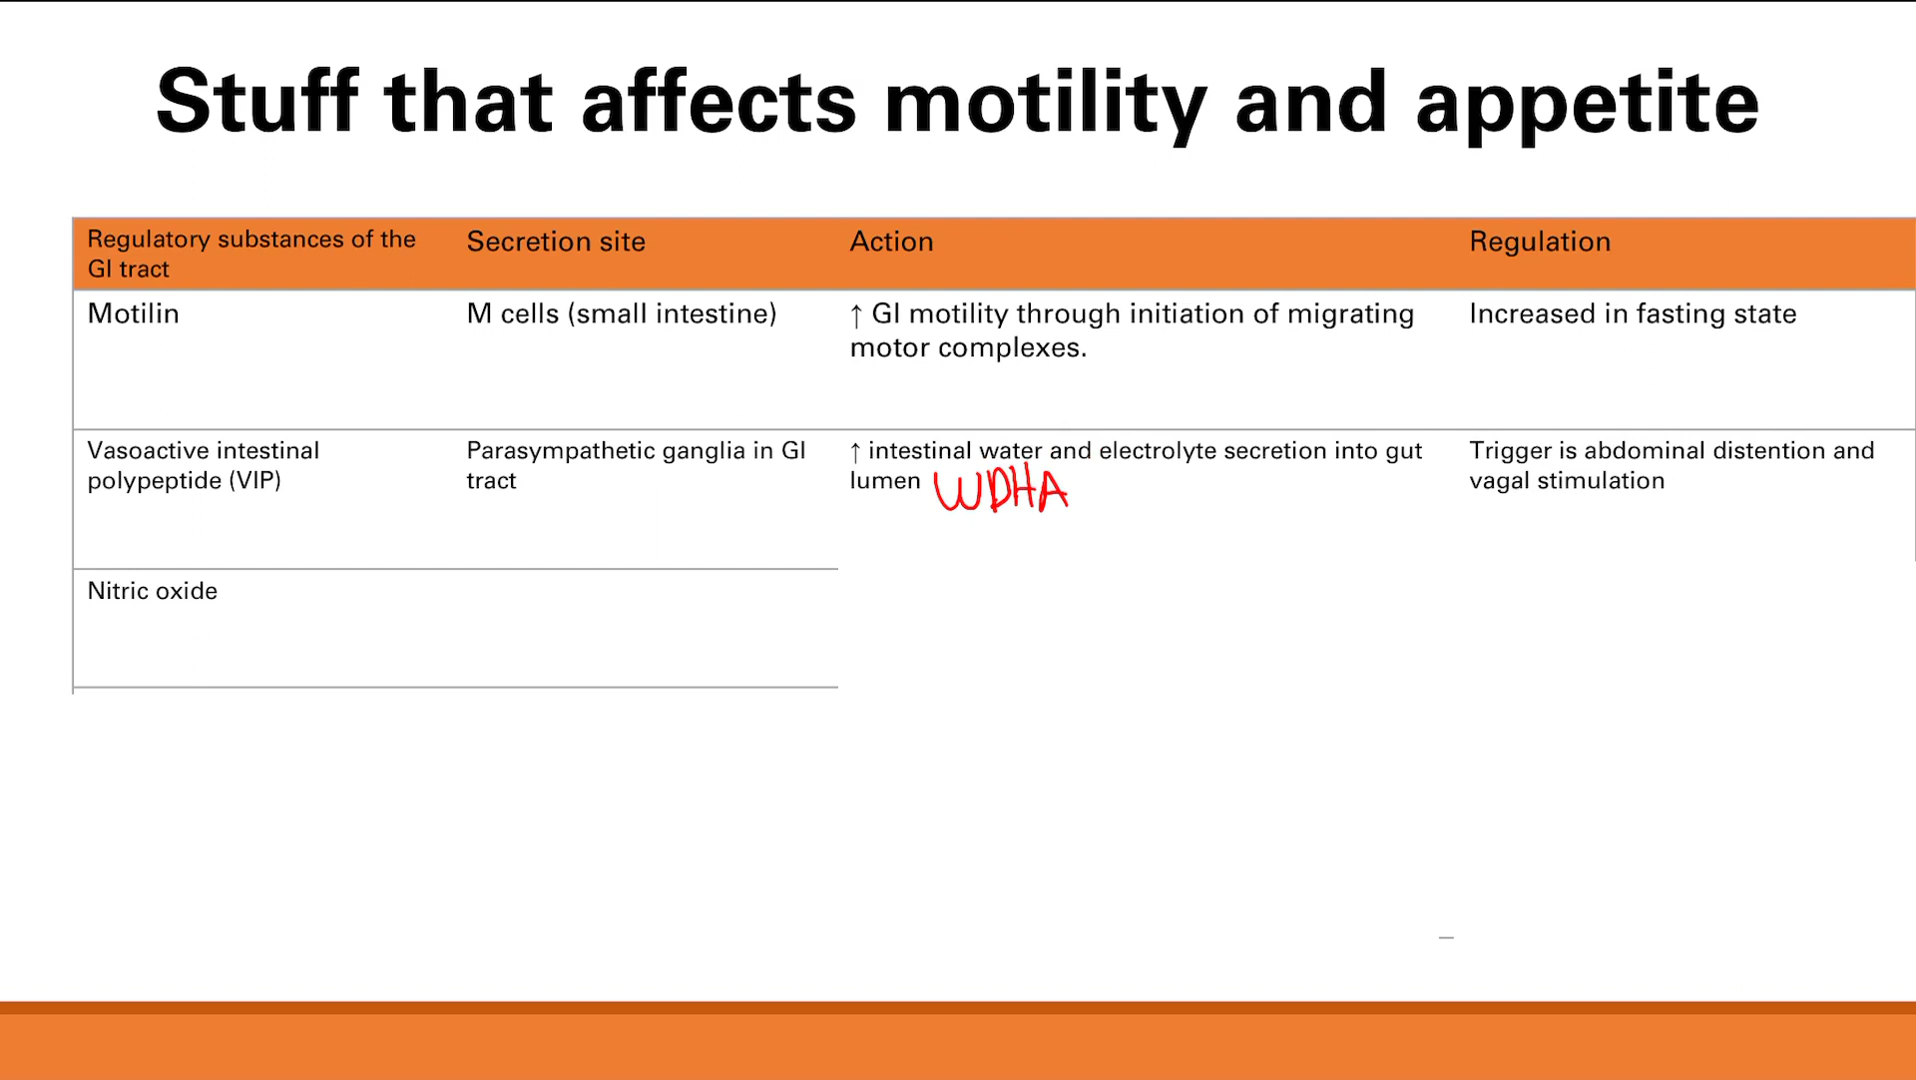 Stuff that affects motility and appetite
Regulatory substances of the
GI tract
Secretion site
Action
Regulation
Motilin
M cells (small intestine)
↑ GI motility through initiation of migrating
motor complexes.
Increased in fasting state
Vasoactive intestinal
polypeptide (VIP)
Parasympathetic ganglia in GI
tract
↑ intestinal water and electrolyte secretion into gut
lumen WDHA
Trigger is abdominal distention and
vagal stimulation
Nitric oxide